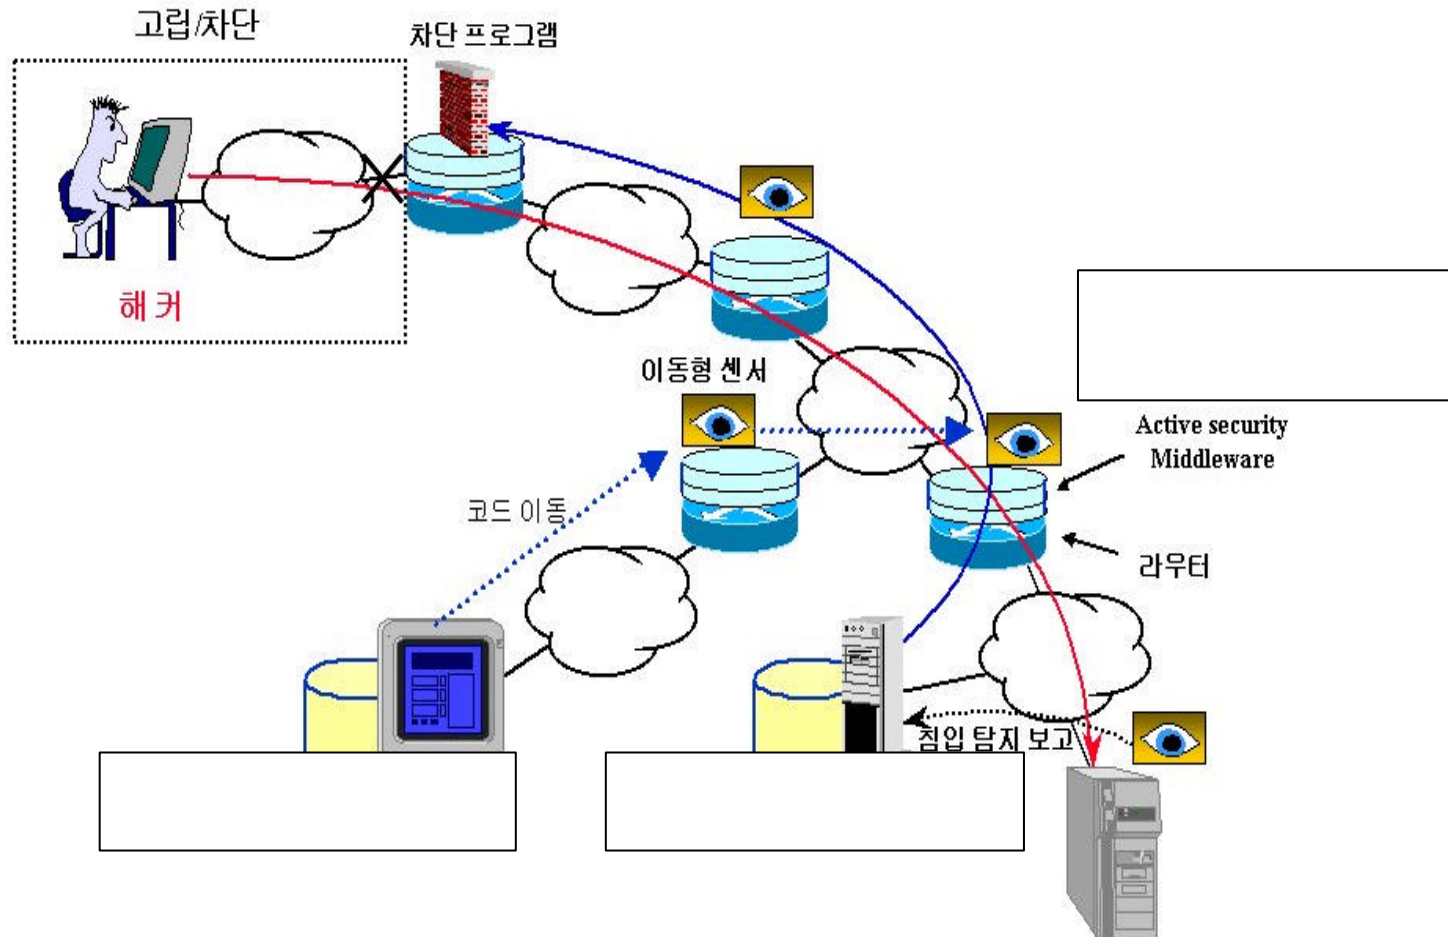 고립/차단
차단 프로그램
해 커
이동형 센서
Active security
Middleware
코드 이동
라우터
침입 탐지 보고